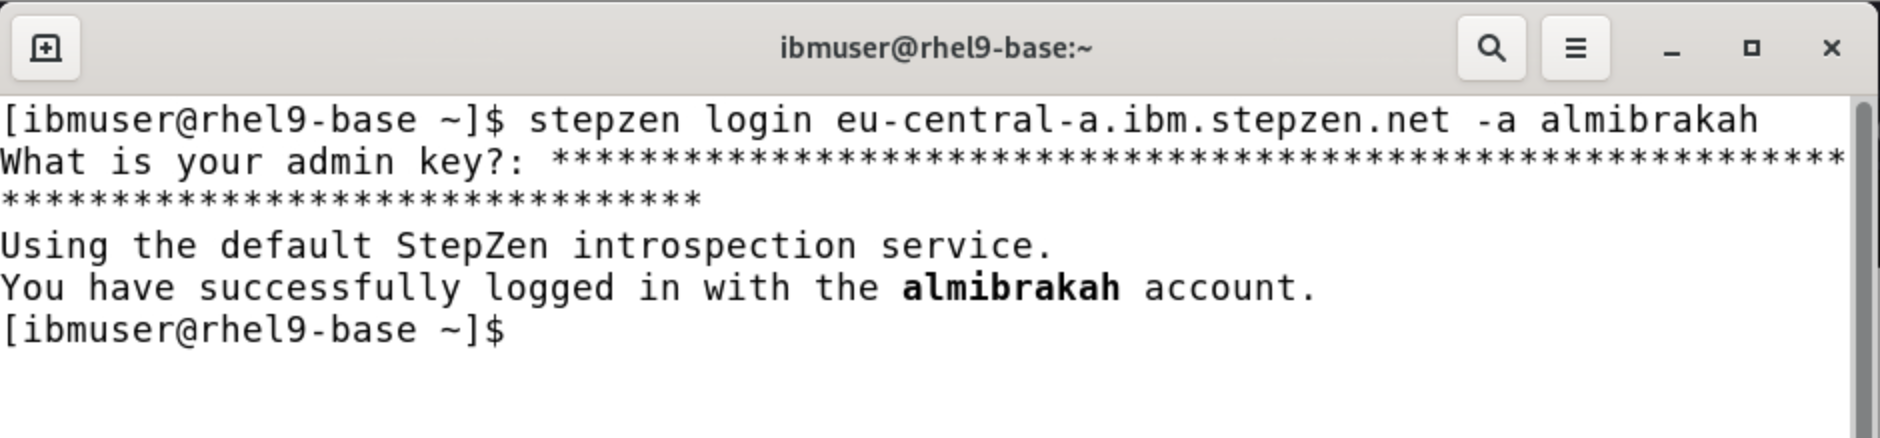 ibmuser@rhel9-base:~
[ibmuser@rhel9-base ~]$ stepzen login eu-central-a.ibm.stepzen.net -a almibrakah
What is your admin key?: ***********************************************************
********************************
Using the default StepZen introspection service.
You have successfully logged in with the almibrakah account.
[ibmuser@rhel9-base ~]$